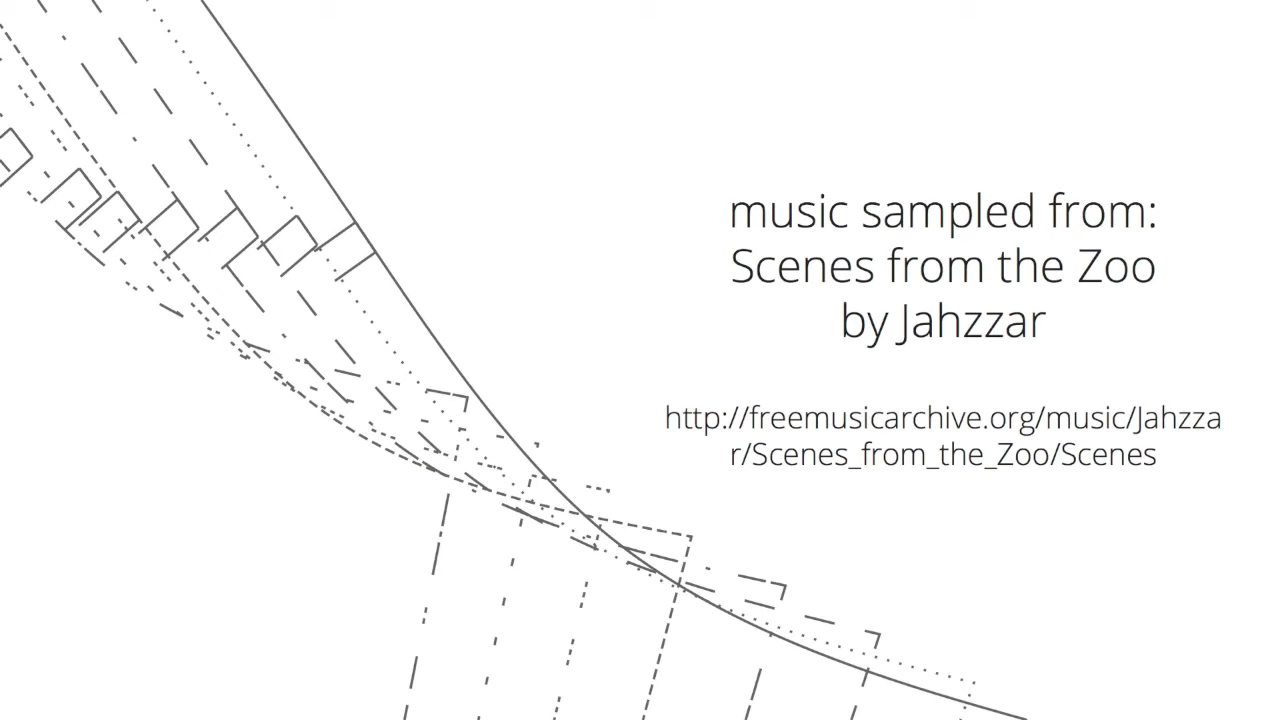 music sampled from:
Scenes from the Zoo
by Jahzzar
http://freemusicarchive.org/music/Jahzza
r/Scenes_from_the_Zoo/Scenes